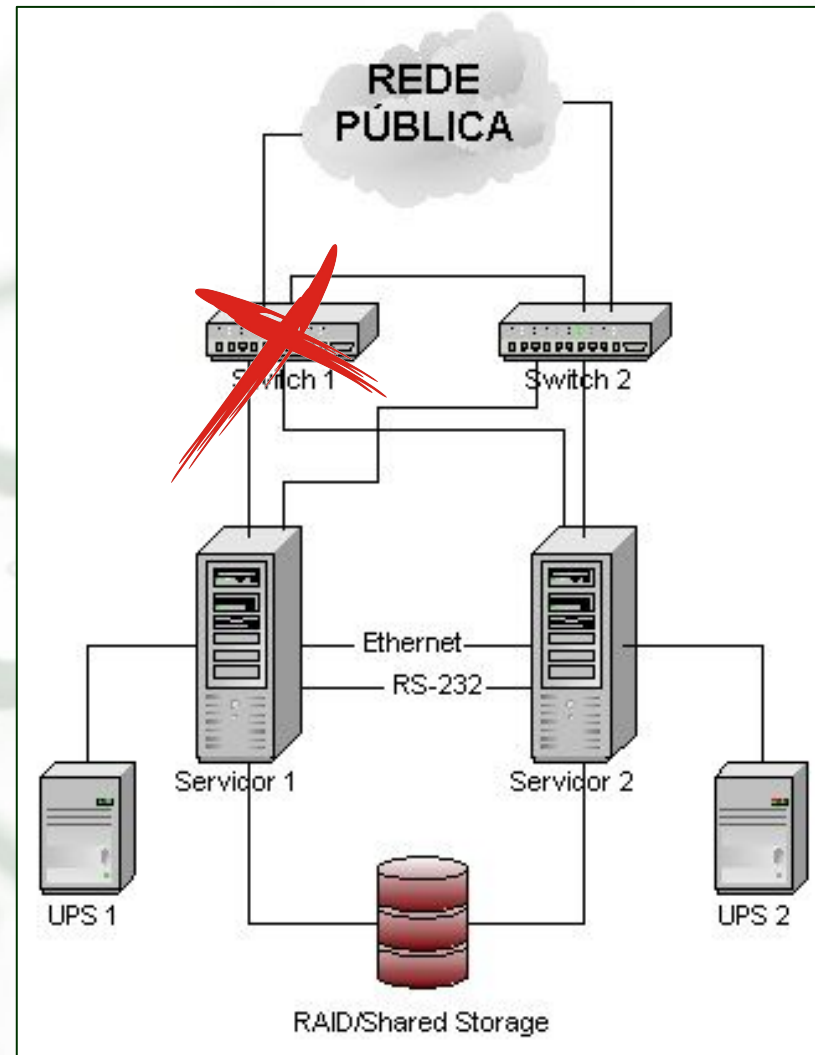 REDE
PÚBLICA
Switch 1
Switch 2
Ethernet
RS-232
Servidor 1
Servidor 2
UPS 1
UPS 2
RAID/Shared Storage